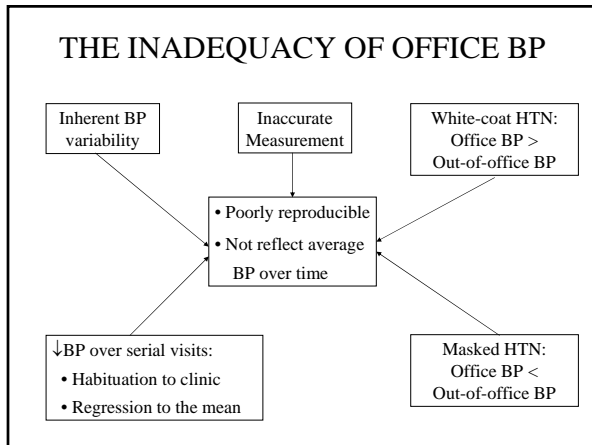 THE INADEQUACY OF OFFICE BP
Inherent BP
variability
Inaccurate
Measurement
White-coat HTN:
Office BP >
Out-of-office BP
• Poorly reproducible
• Not reflect average
BP over time
↓BP over serial visits:
• Habituation to clinic
• Regression to the mean
Masked HTN:
Office BP <
Out-of-office BP